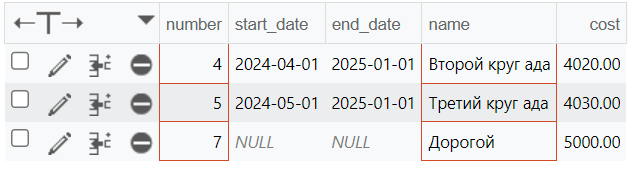 number start_date end_date name cost
4 2024-04-01 2025-01-01 Второй круг ада 4020.00
5 2024-05-01 2025-01-01 Третий круг ада 4030.00
7 NULL NULL Дорогой 5000.00